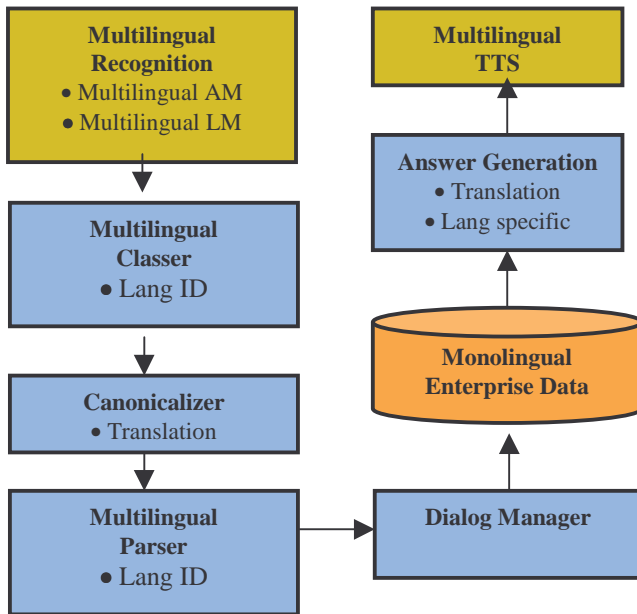 Multilingual
Recognition
• Multilingual AM
• Multilingual LM
Multilingual
Classer
• Lang ID
Canonicalizer
• Translation
Multilingual
Parser
• Lang ID
Dialog Manager
Monolingual
Enterprise Data
Answer Generation
• Translation
• Lang specific
Multilingual
TTS